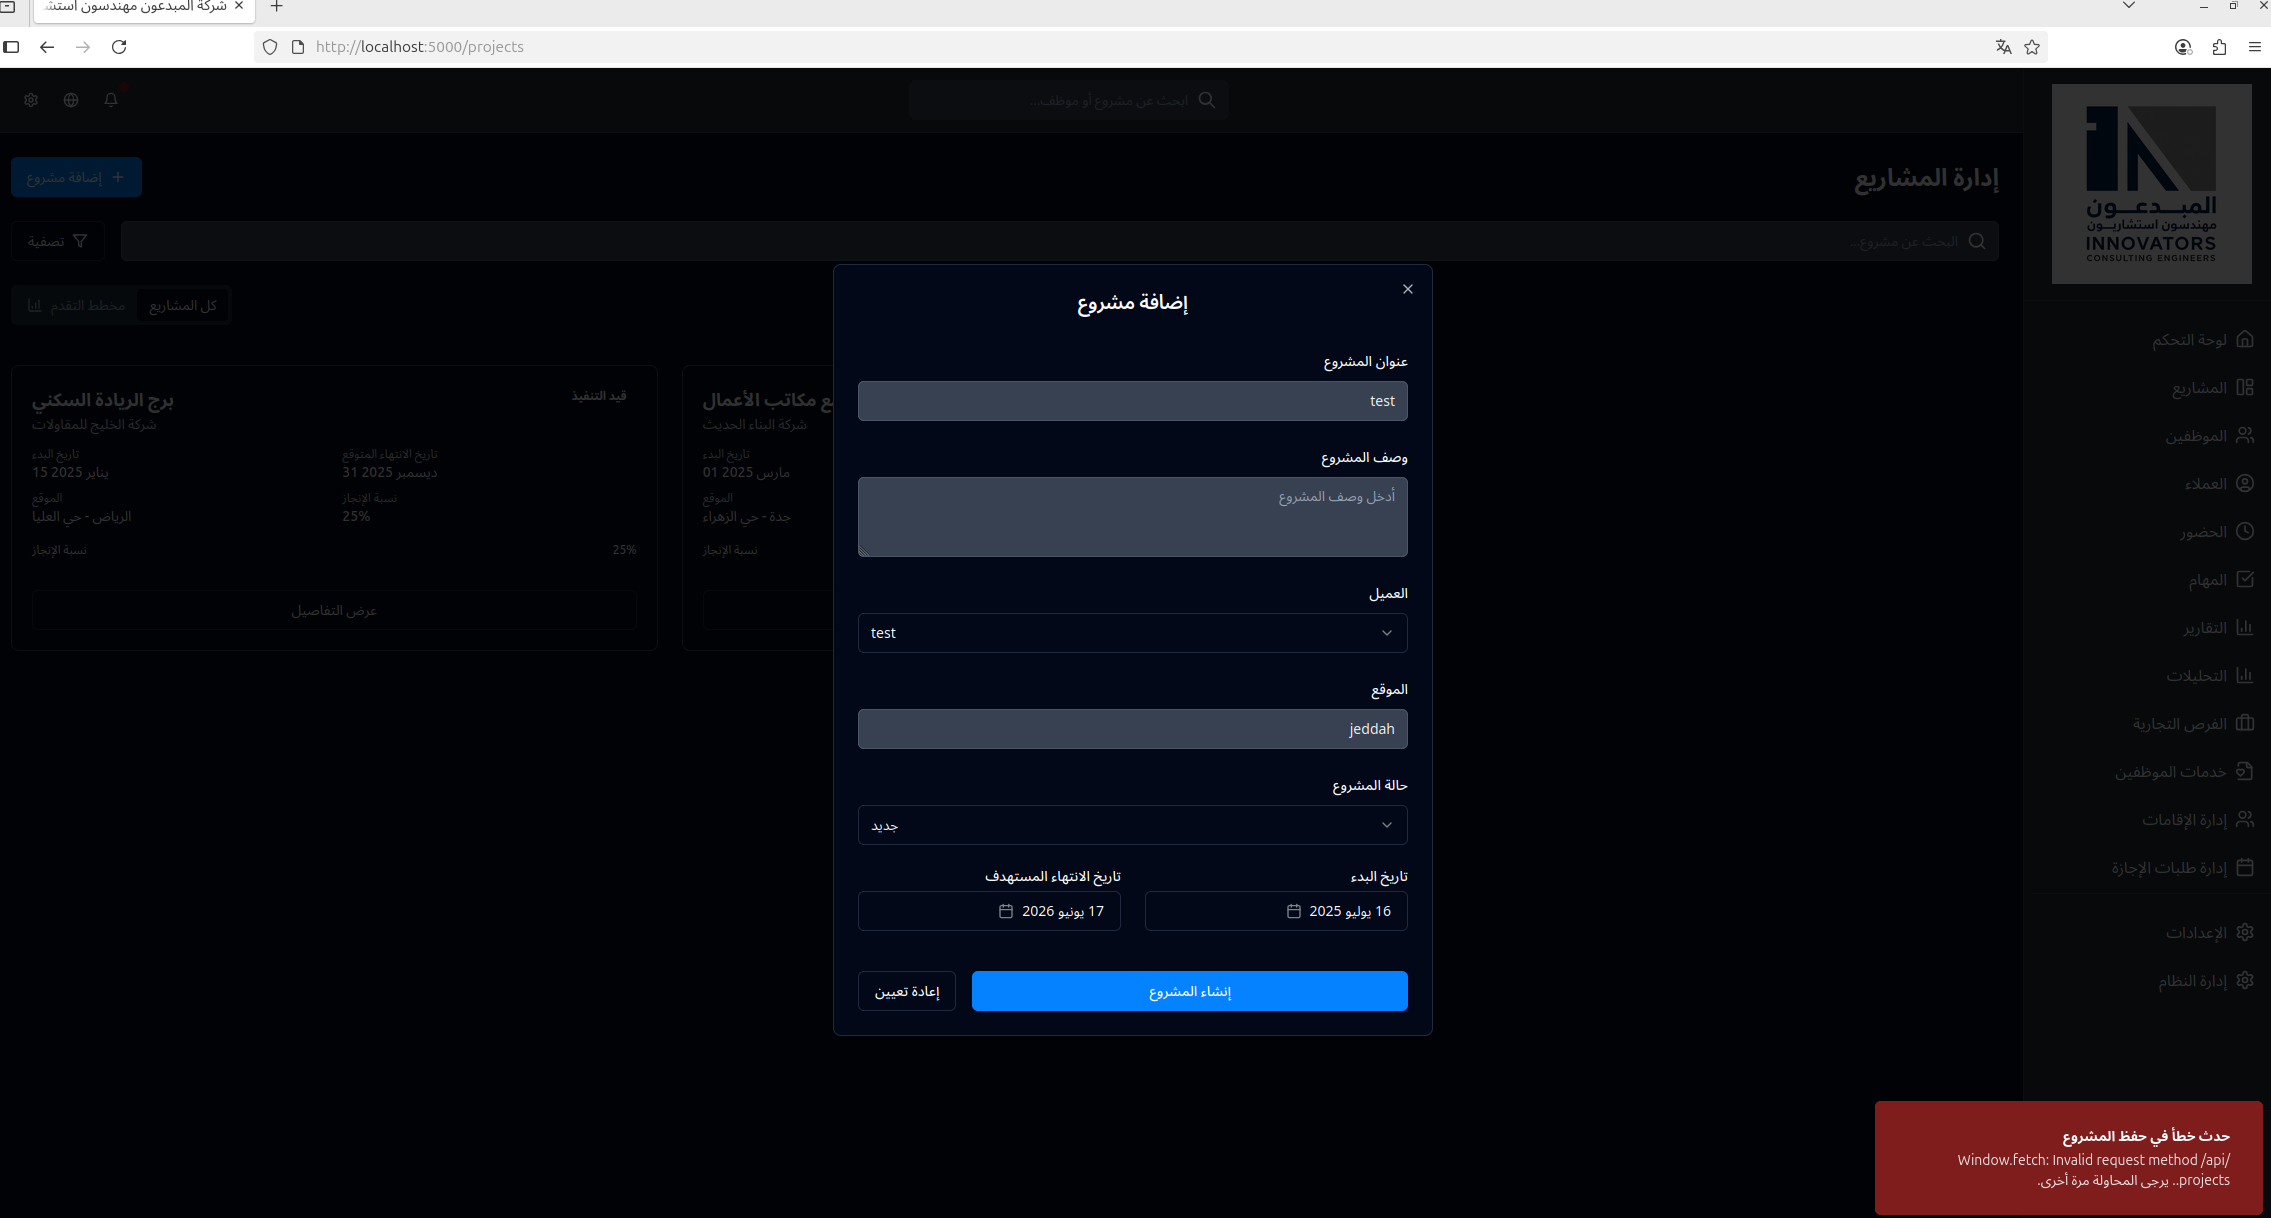 شركة المبدعون مهندسون استش
http://localhost:5000/projects
ابحث عن مشروع أو موظف...
المبدعون
مهندسون استشاريون
INNOVATORS
CONSULTING ENGINEERS
لوحة التحكم
المشاريع
الموظفين
العملاء
الحضور
المهام
التقارير
التحليلات
الفرص التجارية
خدمات الموظفين
إدارة الإقامات
إدارة طلبات الإجازة
الإعدادات
إدارة النظام
إدارة المشاريع
إضافة مشروع
البحث عن مشروع...
تصفية
كل المشاريع
مخطط التقدم
برج الريادة السكني
قيد التنفيذ
شركة الخليج للمقاولات
تاريخ البدء
تاريخ الانتهاء المتوقع
15 يناير 2025
31 ديسمبر 2025
الموقع
نسبة الإنجاز
الرياض - حي العليا
25%
نسبة الإنجاز
25%
عرض التفاصيل
ع مكاتب الأعمال
شركة البناء الحديث
تاريخ البدء
01 مارس 2025
الموقع
جدة - حي الزهراء
نسبة الإنجاز
إضافة مشروع
عنوان المشروع
test
وصف المشروع
أدخل وصف المشروع
العميل
test
الموقع
jeddah
حالة المشروع
جديد
تاريخ البدء
تاريخ الانتهاء المستهدف
16 يوليو 2025
17 يونيو 2026
إنشاء المشروع
إعادة تعيين
حدث خطأ في حفظ المشروع
Window.fetch: Invalid request method /api/
projects.. يرجى المحاولة مرة أخرى.